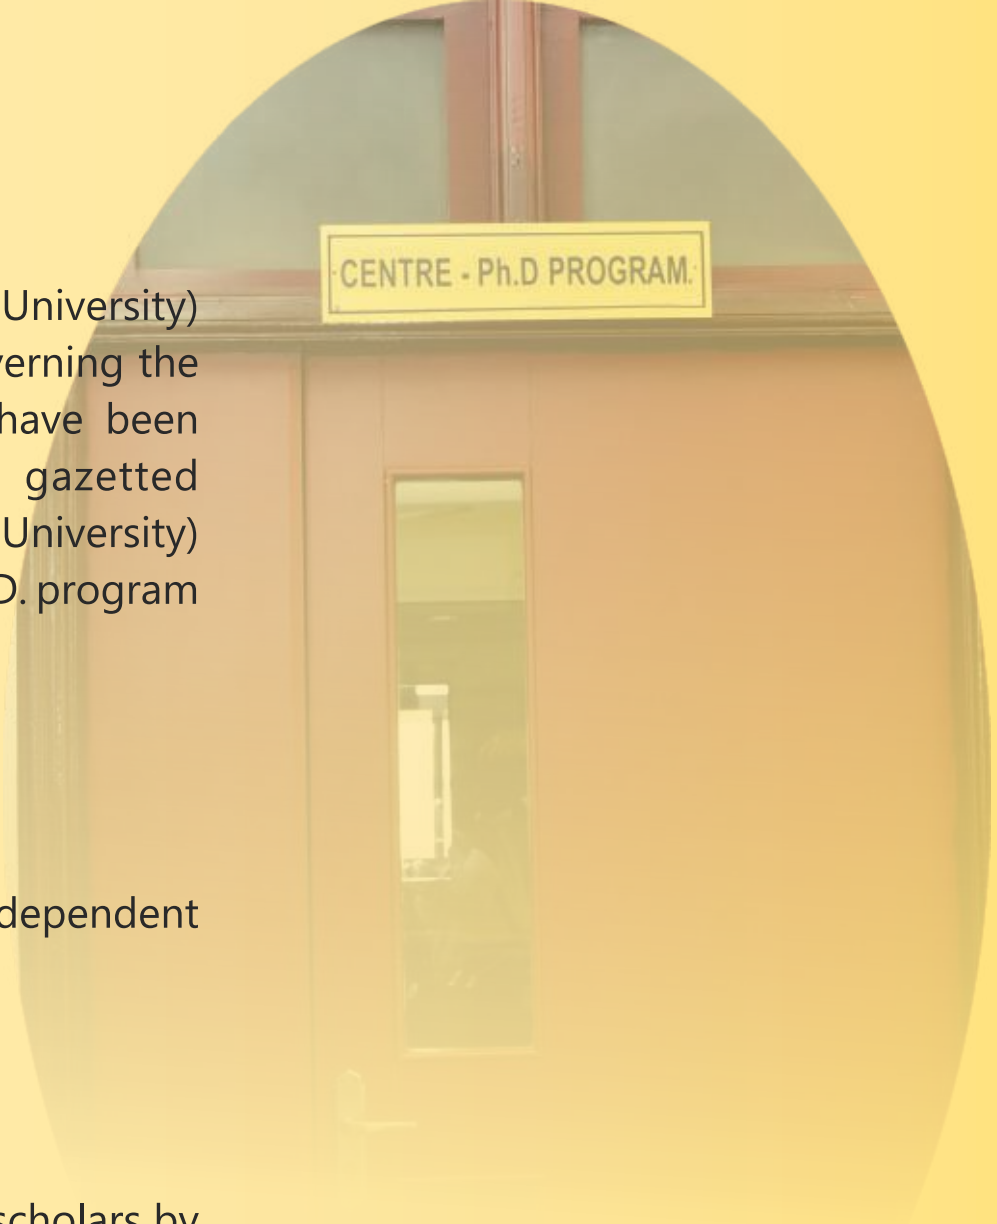 CENTRE - Ph.D PROGRAM.
University)
verning the
have been
gazetted
University)
D. program
dependent
scholars by